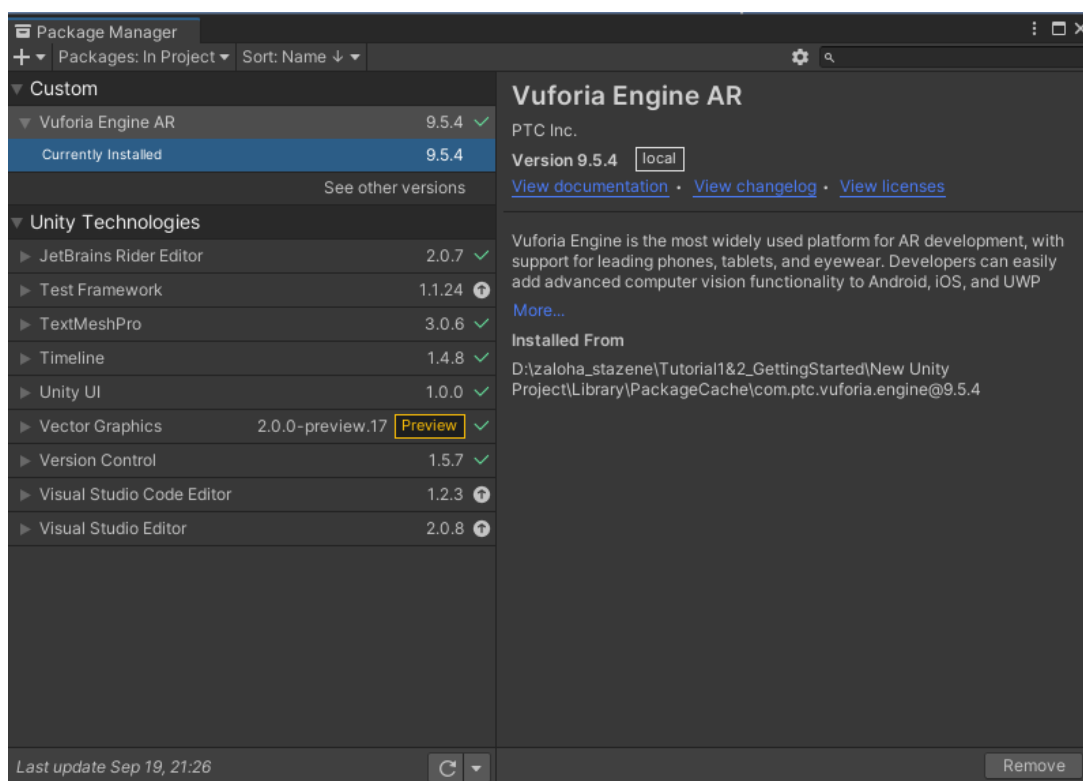 Package Manager
Packages: In Project Sort: Name
Custom
Vuforia Engine AR 9.5.4
Currently Installed 9.5.4
See other versions
Unity Technologies
JetBrains Rider Editor 2.0.7
Test Framework 1.1.24
TextMeshPro 3.0.6
Timeline 1.4.8
Unity UI 1.0.0
Vector Graphics 2.0.0-preview.17 Preview
Version Control 1.5.7
Visual Studio Code Editor 1.2.3
Visual Studio Editor 2.0.8
Last update Sep 19, 21:26
Vuforia Engine AR
PTC Inc.
Version 9.5.4 local
View documentation • View changelog • View licenses
Vuforia Engine is the most widely used platform for AR development, with
support for leading phones, tablets, and eyewear. Developers can easily
add advanced computer vision functionality to Android, iOS, and UWP
More...
Installed From
D:\zaloha_stazene\Tutorial1&2_GettingStarted\New Unity
Project\Library\PackageCache\com.ptc.vuforia.engine@9.5.4
Remove